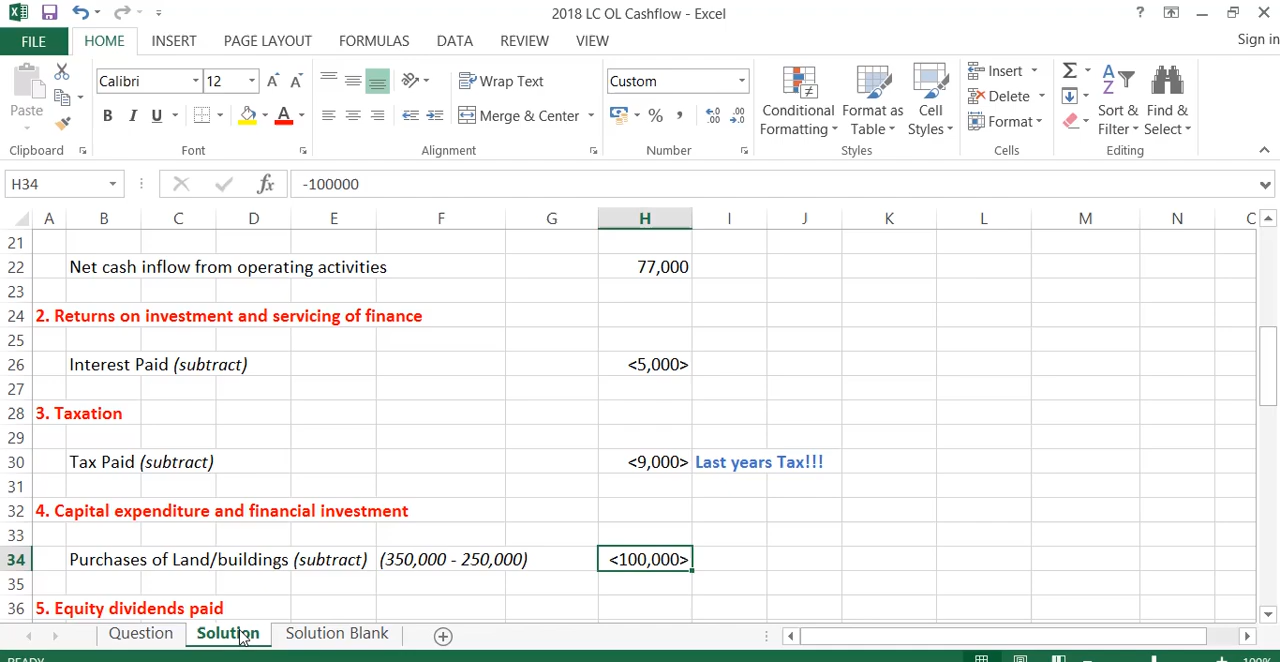 2018 LC OL Cashflow - Excel
Sign in
FILE HOME INSERT PAGE LAYOUT FORMULAS DATA REVIEW VIEW
Paste
Calibri 12
B I U
Wrap Text
Merge & Center
Custom
% ,
Conditional Formatting
Format as Table
Cell Styles
Insert
Delete
Format
Sort & Filter
Find & Select
Clipboard Font Alignment Number Styles Cells Editing
H34 fx -100000
A B C D E F G H I J K L M N C
21
22 Net cash inflow from operating activities 77,000
23
24 2. Returns on investment and servicing of finance
25
26 Interest Paid (subtract) <5,000>
27
28 3. Taxation
29
30 Tax Paid (subtract) <9,000> Last years Tax!!!
31
32 4. Capital expenditure and financial investment
33
34 Purchases of Land/buildings (subtract) (350,000 - 250,000) <100,000>
35
36 5. Equity dividends paid
Question Solution Solution Blank
READY 100%